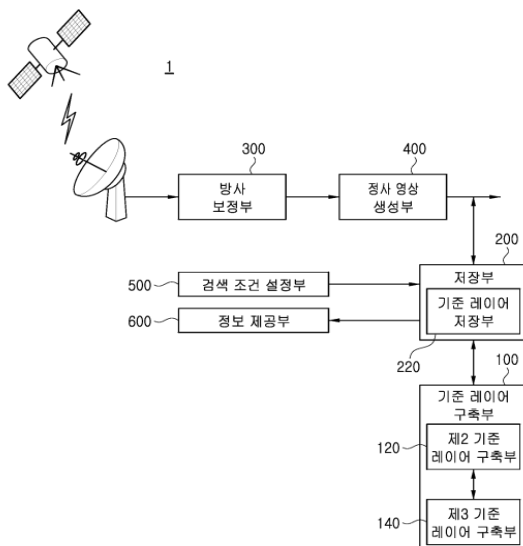 1
300
400
방사
보정부
정사 영상
생성부
200
500
검색 조건 설정부
저장부
기준 레이어
저장부
600
정보 제공부
220
100
기준 레이어
구축부
120
제2 기준
레이어 구축부
140
제3 기준
레이어 구축부